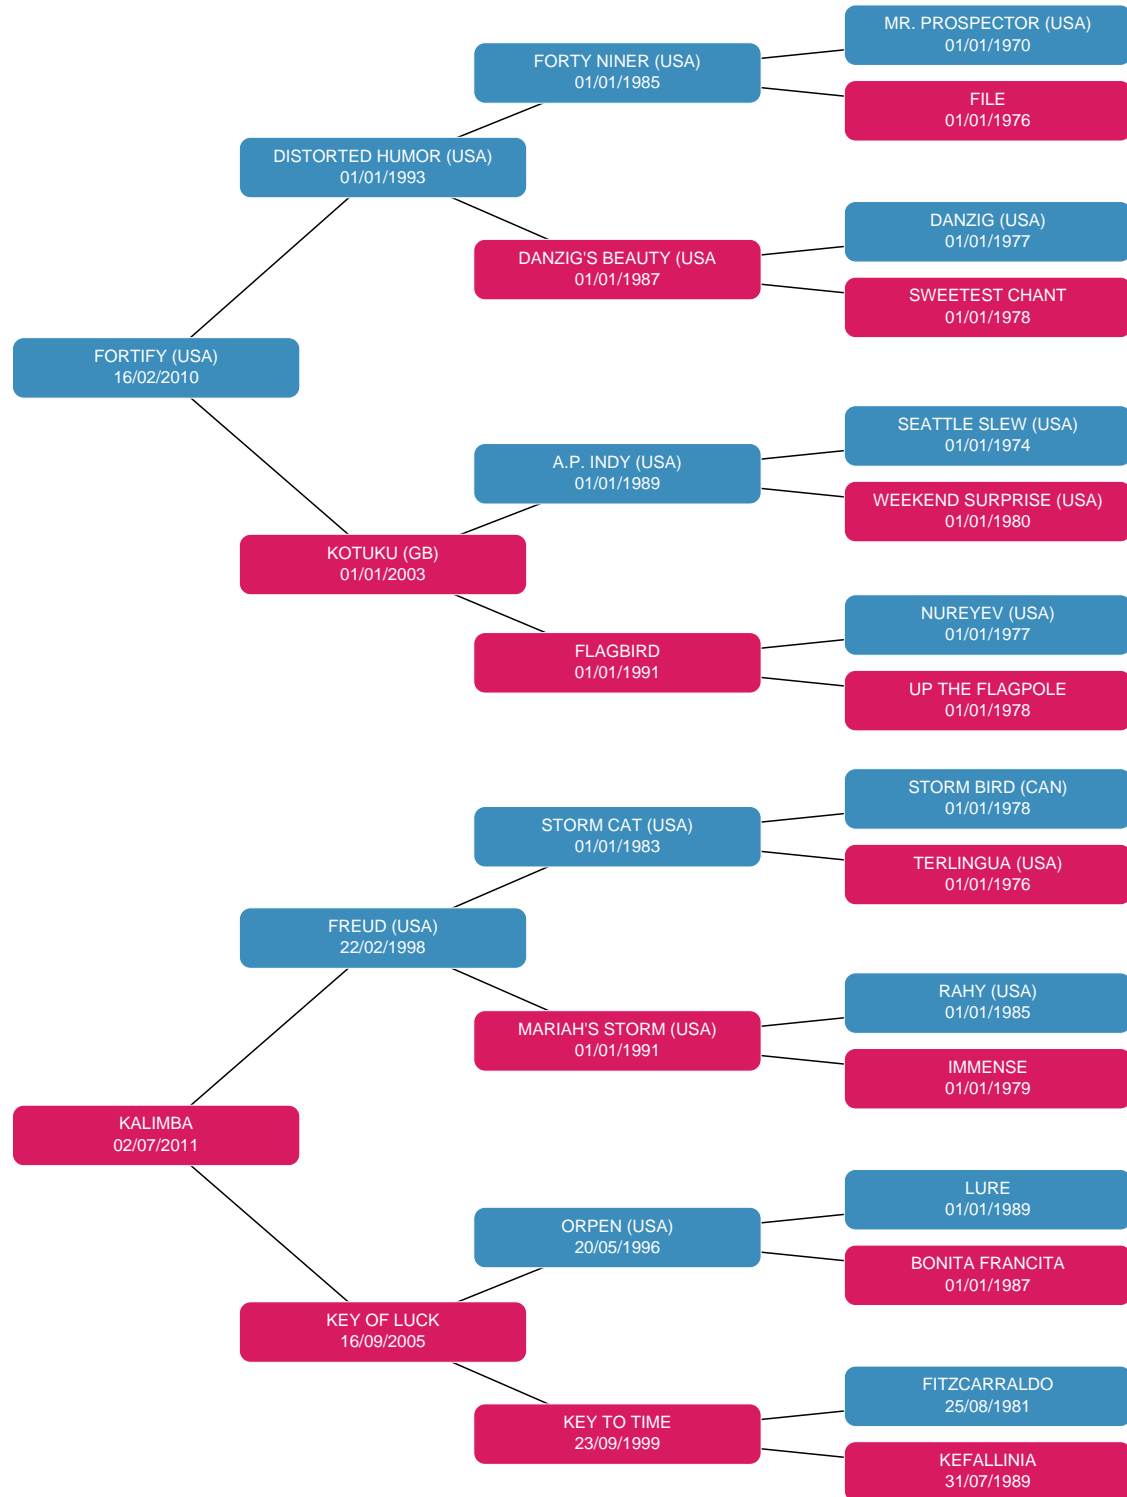 MR. PROSPECTOR (USA)
01/01/1970
FORTY NINER (USA)
01/01/1985
FILE
01/01/1976
DISTORTED HUMOR (USA)
01/01/1993
DANZIG (USA)
01/01/1977
DANZIG'S BEAUTY (USA
01/01/1987
SWEETEST CHANT
01/01/1978
FORTIFY (USA)
16/02/2010
SEATTLE SLEW (USA)
01/01/1974
A.P. INDY (USA)
01/01/1989
WEEKEND SURPRISE (USA)
01/01/1980
KOTUKU (GB)
01/01/2003
NUREYEV (USA)
01/01/1977
FLAGBIRD
01/01/1991
UP THE FLAGPOLE
01/01/1978
STORM BIRD (CAN)
01/01/1978
STORM CAT (USA)
01/01/1983
TERLINGUA (USA)
01/01/1976
FREUD (USA)
22/02/1998
RAHY (USA)
01/01/1985
MARIAH'S STORM (USA)
01/01/1991
IMMENSE
01/01/1979
KALIMBA
02/07/2011
LURE
01/01/1989
ORPEN (USA)
20/05/1996
BONITA FRANCITA
01/01/1987
KEY OF LUCK
16/09/2005
FITZCARRALDO
25/08/1981
KEY TO TIME
23/09/1999
KEFALLINIA
31/07/1989